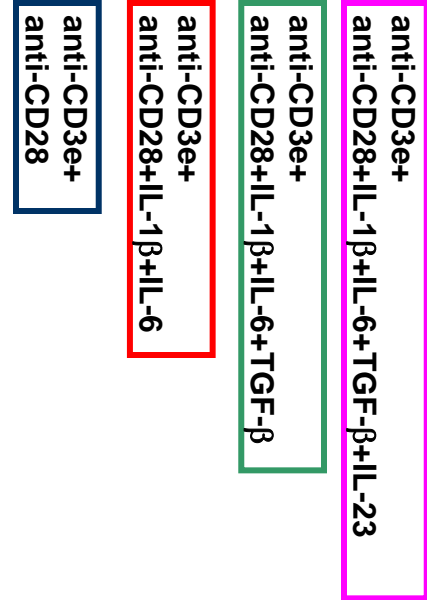 anti-CD3e+
anti-CD28
anti-CD3e+
anti-CD28+IL-1β+IL-6
anti-CD3e+
anti-CD28+IL-1β+IL-6+TGF-β
anti-CD3e+
anti-CD28+IL-1β+IL-6+TGF-β+IL-23